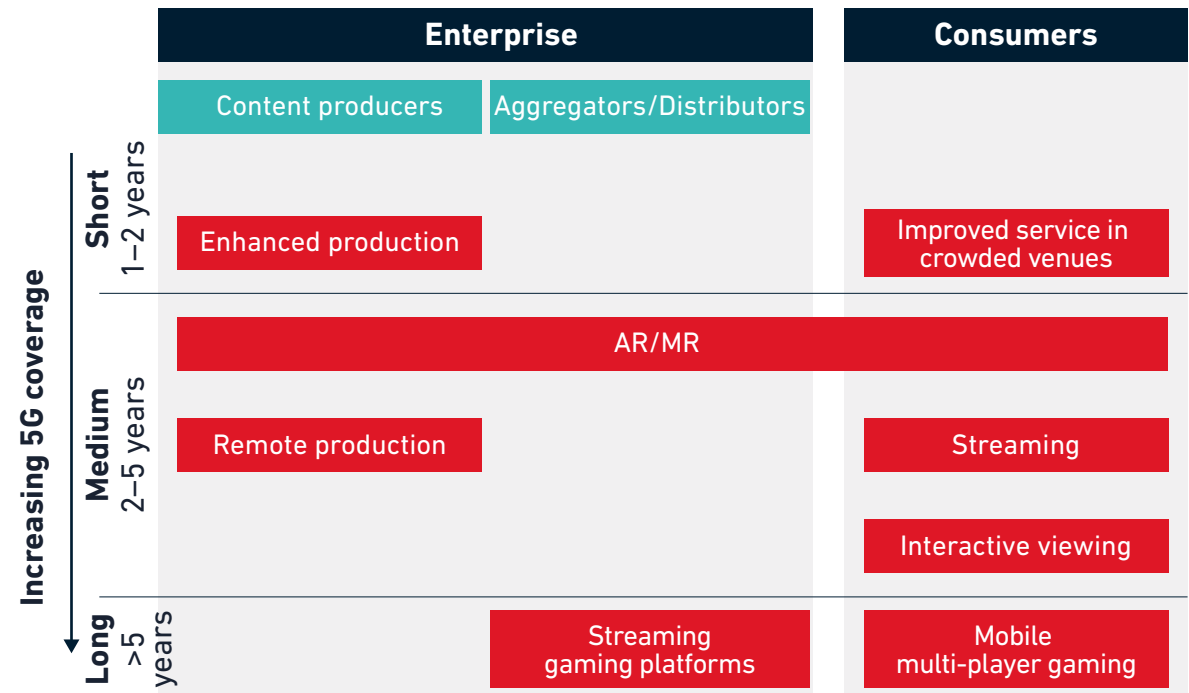 Enterprise
Consumers
Content producers
Aggregators/Distributors
Increasing 5G coverage
Short
1–2 years
Enhanced production
Improved service in
crowded venues
Medium
2–5 years
AR/MR
Remote production
Streaming
Interactive viewing
Long
>5
years
Streaming
gaming platforms
Mobile
multi-player gaming